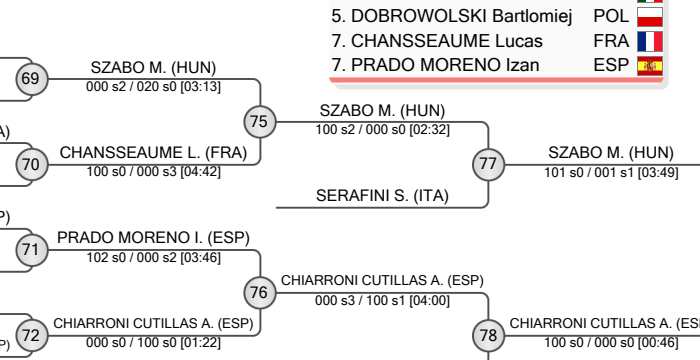 5. DOBROWOLSKI Bartlomiej POL
7. CHANSSEAUME Lucas FRA
7. PRADO MORENO Izan ESP
69
SZABO M. (HUN)
000 s2 / 020 s0 [03:13]
75
SZABO M. (HUN)
100 s2 / 000 s0 [02:32]
A)
70
CHANSSEAUME L. (FRA)
100 s0 / 000 s3 [04:42]
77
SZABO M. (HUN)
101 s0 / 001 s1 [03:49]
SERAFINI S. (ITA)
P)
71
PRADO MORENO I. (ESP)
102 s0 / 000 s2 [03:46]
76
CHIARRONI CUTILLAS A. (ESP)
000 s3 / 100 s1 [04:00]
72
CHIARRONI CUTILLAS A. (ESP)
000 s0 / 100 s0 [01:22]
P)
78
CHIARRONI CUTILLAS A. (ES
100 s0 / 000 s0 [00:46]